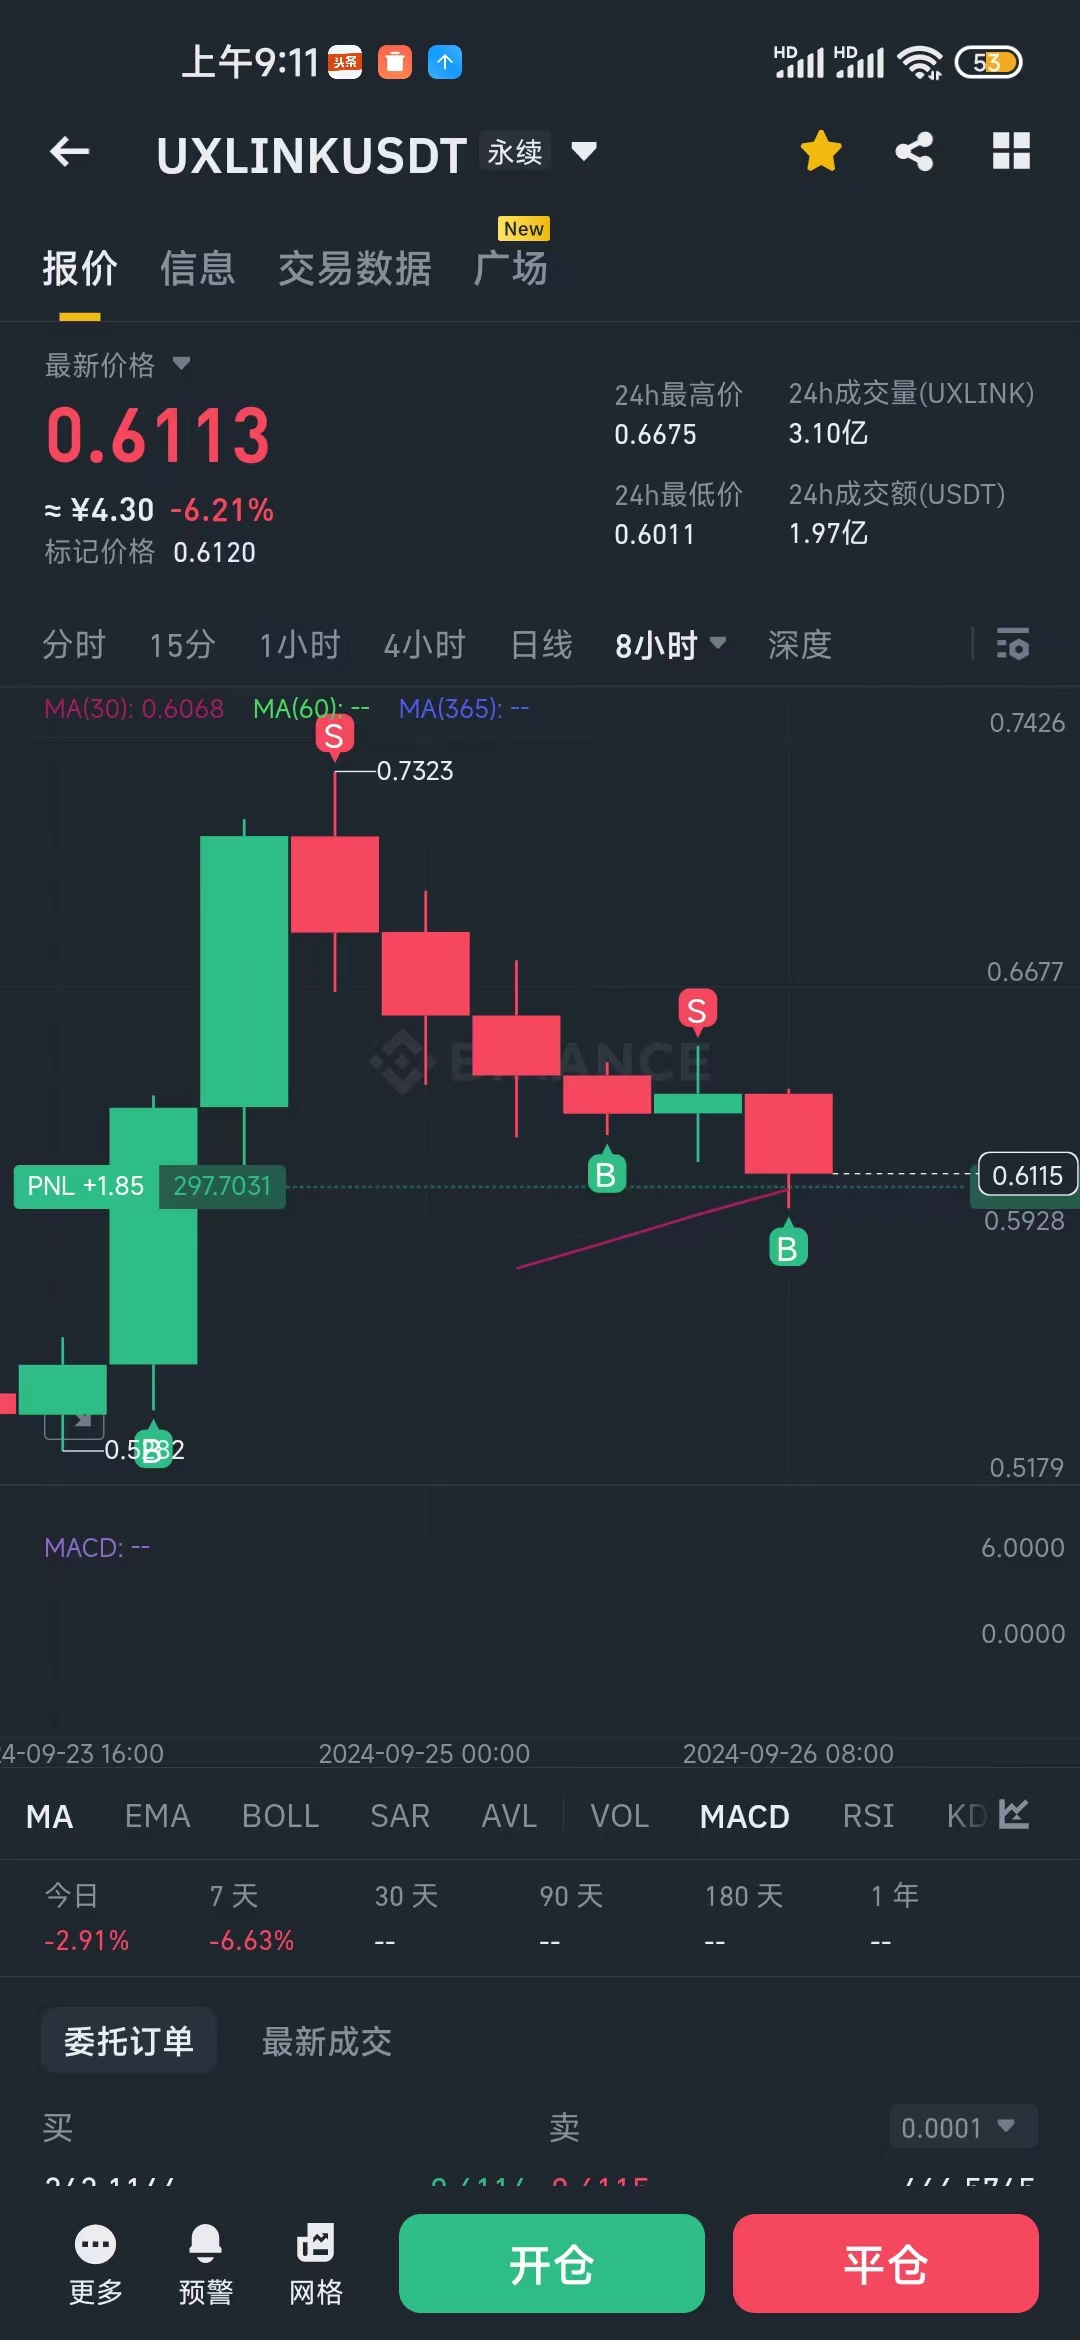 上午9:11 头条 HD HD 53
UXLINKUSDT 永续
New
报价 信息 交易数据 广场
最新价格
0.6113
≈ ¥4.30 -6.21%
标记价格 0.6120
24h最高价 24h成交量(UXLINK)
0.6675 3.10亿
24h最低价 24h成交额(USDT)
0.6011 1.97亿
分时 15分 1小时 4小时 日线 8小时 深度
MA(30): 0.6068 MA(60): -- MA(365): --
0.7426
S
0.7323
0.6677
S
BINANCE
B
PNL +1.85 297.7031
0.6115
0.5928
B
0.5282
B
0.5179
MACD: --
6.0000
0.0000
24-09-23 16:00 2024-09-25 00:00 2024-09-26 08:00
MA EMA BOLL SAR AVL VOL MACD RSI KD
今日 7 天 30 天 90 天 180 天 1 年
-2.91% -6.63% -- -- -- --
委托订单 最新成交
买 卖 0.0001
更多 预警 网格 开仓 平仓